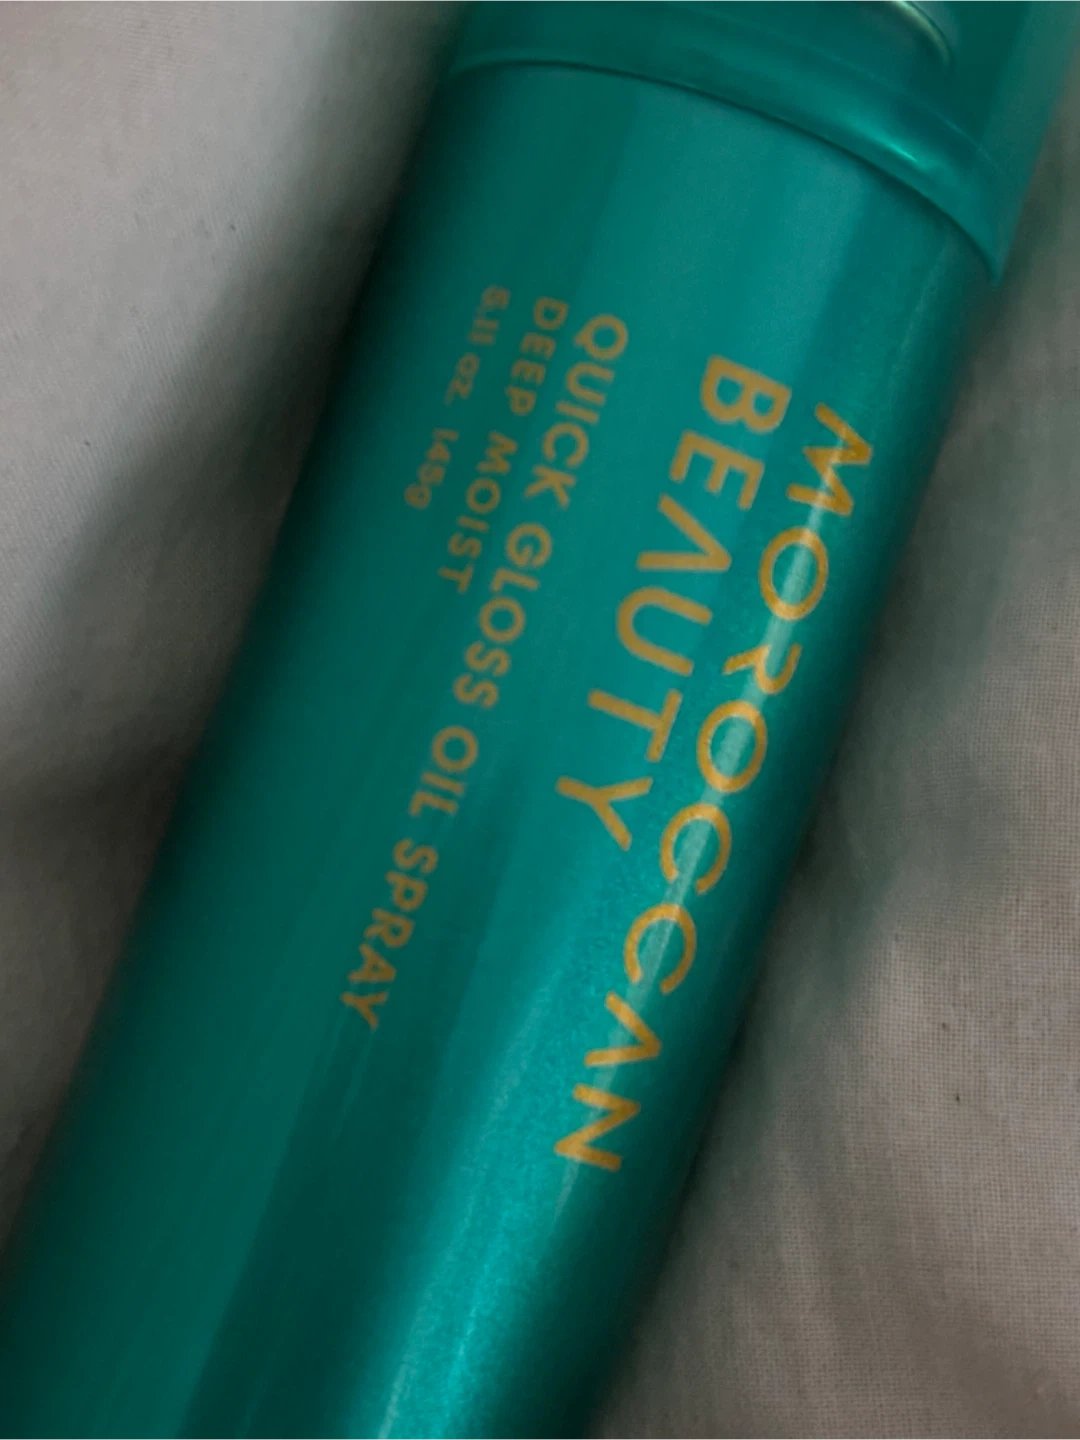 MOROCCAN
BEAUTY
QUICK GLOSS OIL SPRAY
DEEP MOIST
5.11 OZ. 145g